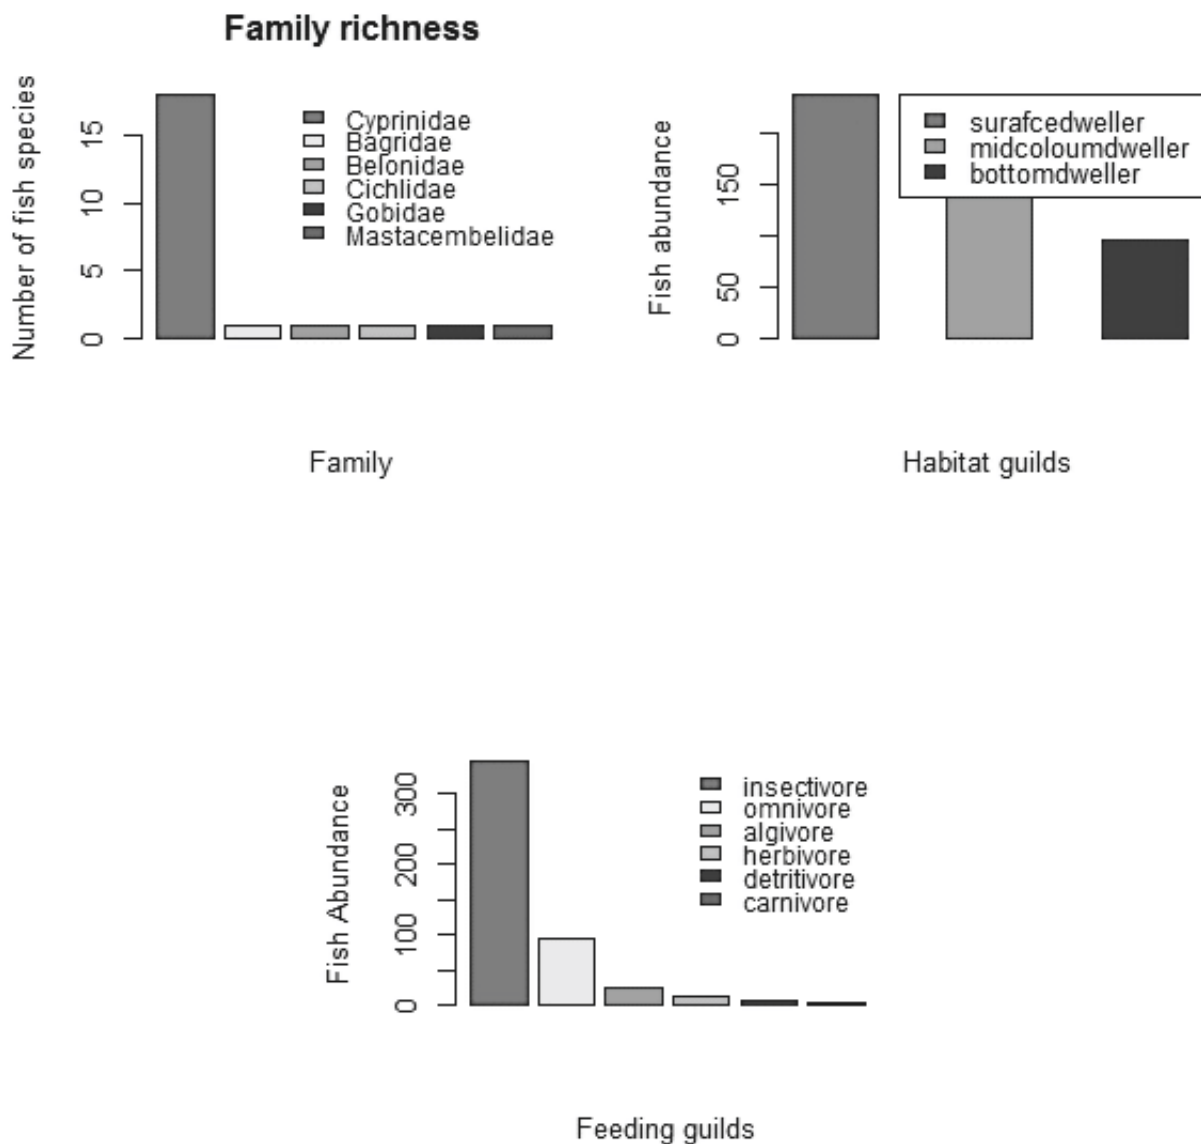 Family richness
Number of fish species
15
10
5
0
Cyprinidae
Bagridae
Belonidae
Cichlidae
Gobidae
Mastacembelidae
Family
Fish abundance
150
50
0
surafcedweller
midcoloumdweller
bottomdweller
Habitat guilds
Fish Abundance
300
200
100
0
insectivore
omnivore
algivore
herbivore
detritivore
carnivore
Feeding guilds